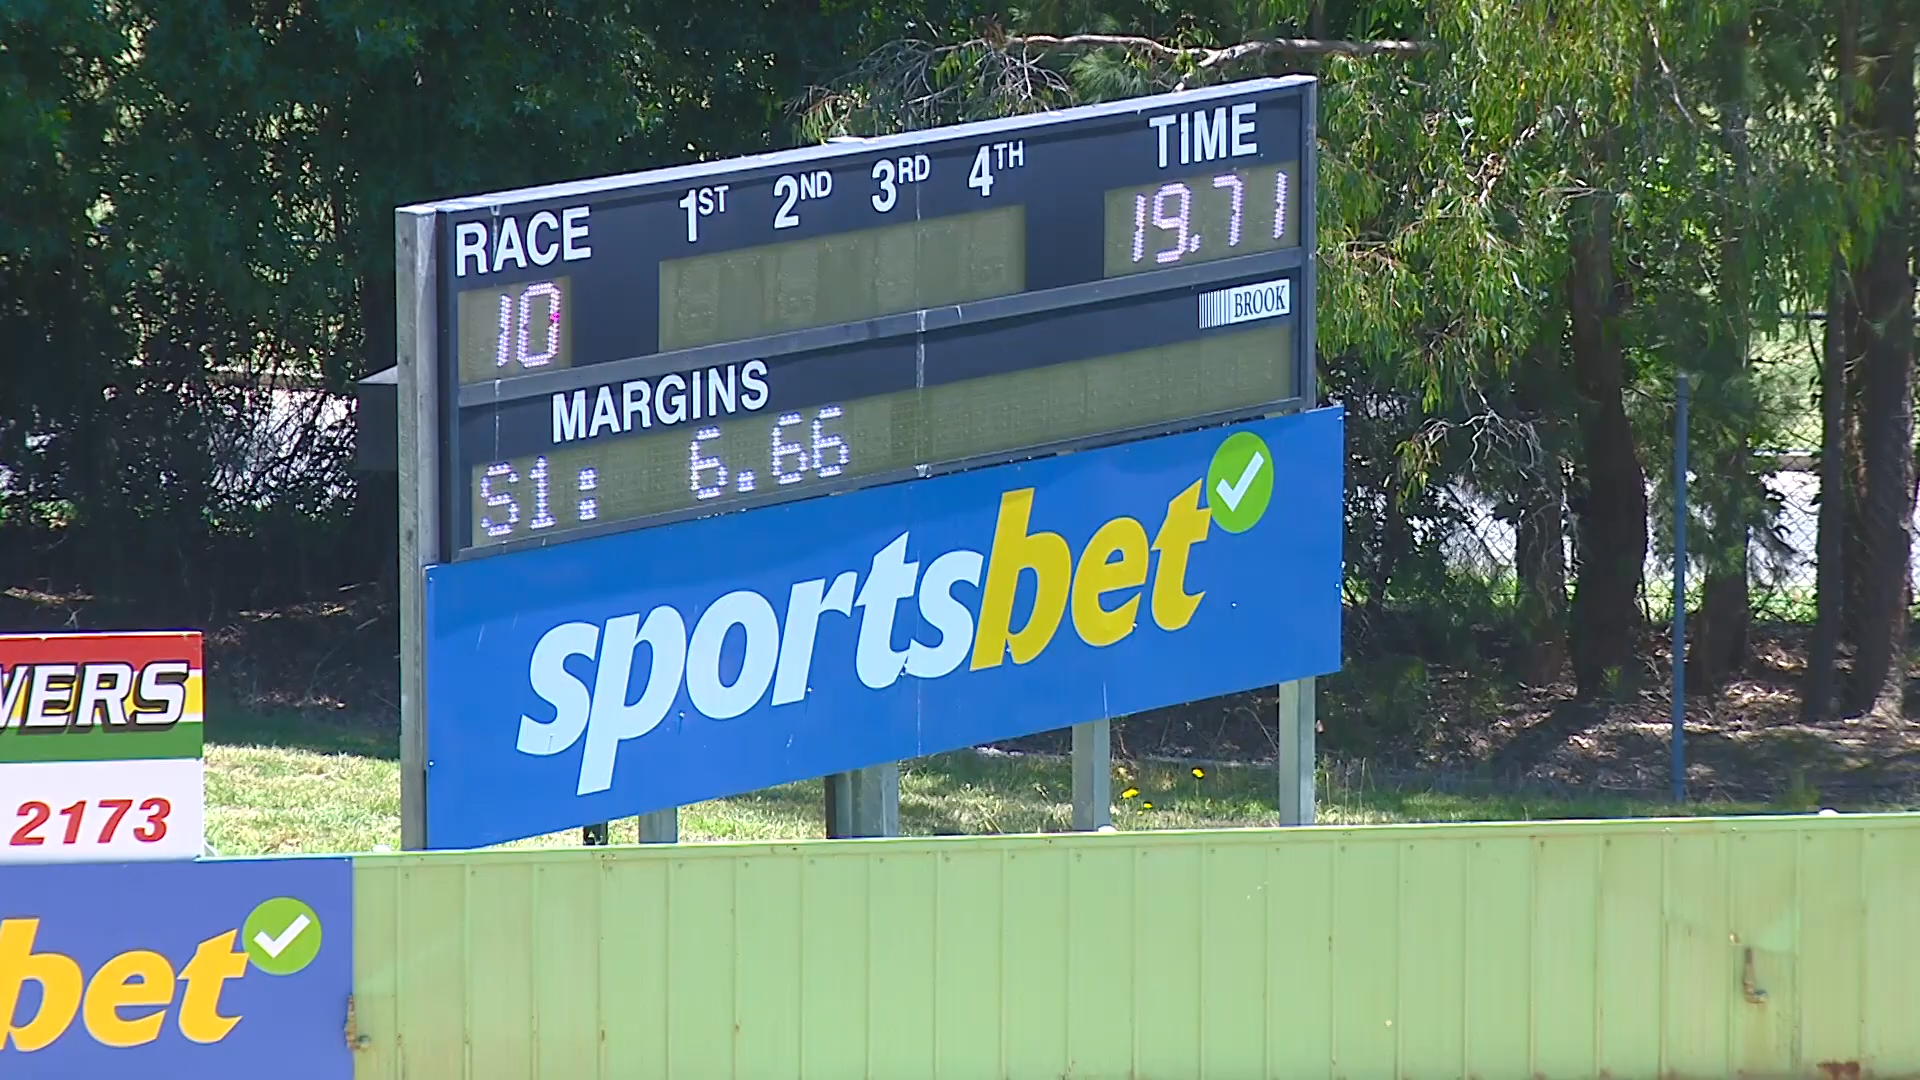 RACE 1ST 2ND 3RD 4TH TIME
10 19.71
BROOK
MARGINS
S1: 6.66
sportsbet
VERS
2173
bet